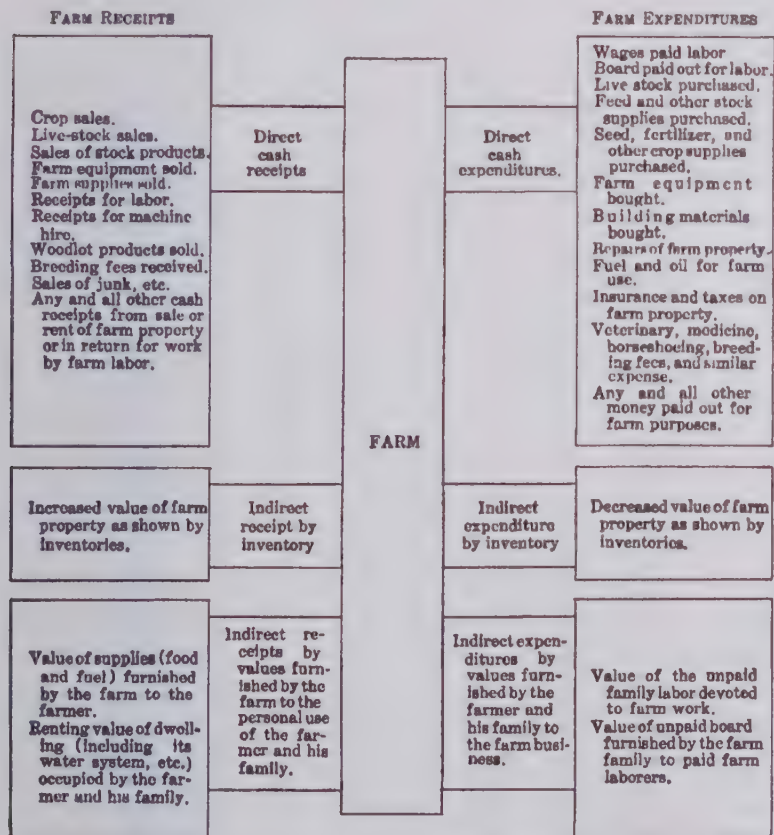 FARM RECEIPTS
Crop sales.
Live-stock sales.
Sales of stock products.
Farm equipment sold.
Farm supplies sold.
Receipts for labor.
Receipts for machine
hire.
Woodlot products sold.
Breeding fees received.
Sales of junk, etc.
Any and all other cash
receipts from sale or
rent of farm property
or in return for work
by farm labor.
Direct
cash
receipts
Increased value of farm
property as shown by
inventories.
Indirect
receipt by
inventory
Value of supplies (food
and fuel) furnished
by the farm to the
farmer.
Renting value of dwell-
ing (including its
water system, etc.)
occupied by the far-
mer and his family.
Indirect re-
ceipts by
values furn-
ished by the
farm to the
personal use
of the far-
mer and his
family.
FARM
FARM EXPENDITURES
Direct
cash
expenditures.
Wages paid labor
Board paid out for labor.
Live stock purchased.
Feed and other stock
supplies purchased.
Seed, fertilizer, and
other crop supplies
purchased.
Farm equipment
bought.
Building materials
bought.
Repairs of farm property.
Fuel and oil for farm
use.
Insurance and taxes on
farm property.
Veterinary, medicine,
horseshoeing, breed-
ing fees, and similar
expense.
Any and all other
money paid out for
farm purposes.
Indirect
expenditure
by inventory
Decreased value of farm
property as shown by
inventories.
Indirect expen-
ditures by
values furn-
ished by the
farmer and
his family to
the farm busi-
ness.
Value of the unpaid
family labor devoted
to farm work.
Value of unpaid board
furnished by the farm
family to paid farm
laborers.